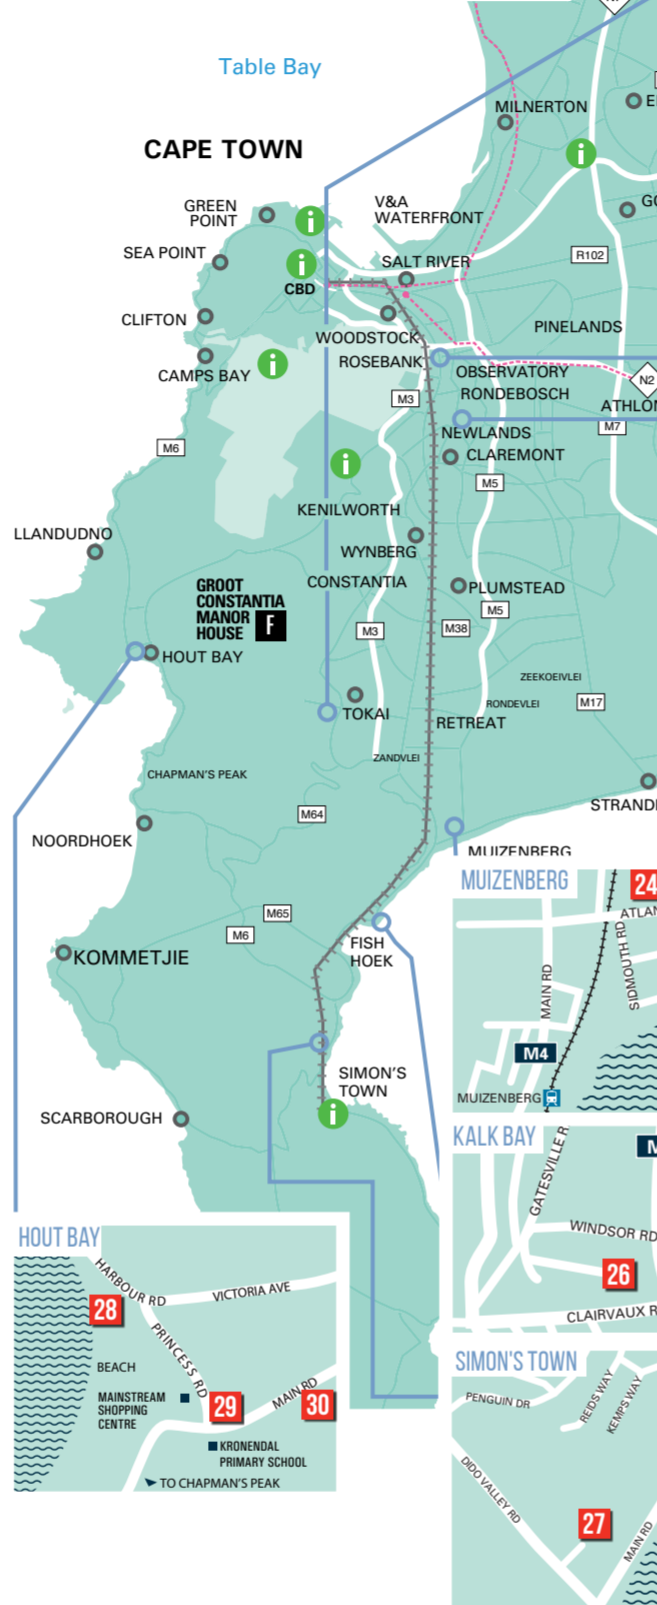 Table Bay
MILNERTON
CAPE TOWN
i
GREEN
POINT
i
V&A
WATERFRONT
SEA POINT
i
CBD
SALT RIVER
R102
CLIFTON
WOODSTOCK
PINELANDS
CAMPS BAY
i
ROSEBANK
OBSERVATORY
N2
RONDEBOSCH
M3
M7
NEWLANDS
M6
i
CLAREMONT
M5
KENILWORTH
LLANDUDNO
WYNBERG
GROOT
CONSTANTIA
MANOR
HOUSE
F
CONSTANTIA
PLUMSTEAD
M5
M3
M38
HOUT BAY
ZEEKOEIVLEI
TOKAI
RONDEVLEI
M17
RETREAT
ZANDVLEI
CHAPMAN'S PEAK
M64
STRAND
NOORDHOEK
MUIZENBERG
MUIZENBERG
24
ATLAN
SIDMOUTH RD
MAIN RD
M4
MUIZENBERG
M65
M6
FISH
HOEK
KOMMETJIE
SIMON'S
TOWN
i
SCARBOROUGH
KALK BAY
GATESVILLE R
WINDSOR RD
26
CLAIRVAUX R
HOUT BAY
HARBOUR RD
VICTORIA AVE
28
PRINCESS RD
BEACH
MAINSTREAM
SHOPPING
CENTRE
29
MAIN RD
30
KRONENDAL
PRIMARY SCHOOL
TO CHAPMAN'S PEAK
SIMON'S TOWN
PENGUIN DR
REIDS WAY
KEMPS WAY
DIDO VALLEY RD
27
MAIN RD